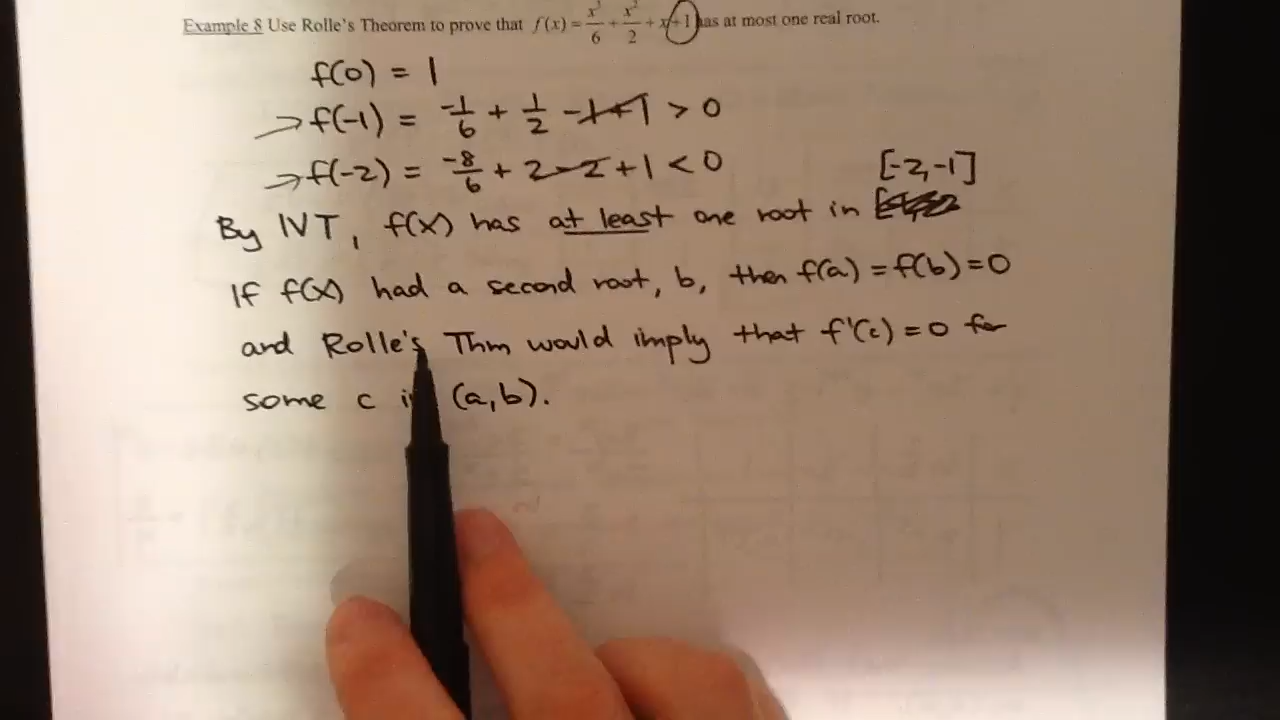 Example 8 Use Rolle's Theorem to prove that f(x) = x³/6 + x²/2 + x + 1 has at most one real root.
f(0) = 1
→ f(-1) = -1/6 + 1/2 - 1 + 1 > 0
→ f(-2) = -8/6 + 2 - 2 + 1 < 0
[-2, -1]
By IVT, f(x) has at least one root in
If f(x) had a second root, b, then f(a) = f(b) = 0
and Rolle's Thm would imply that f'(c) = 0 for
some c (a, b).